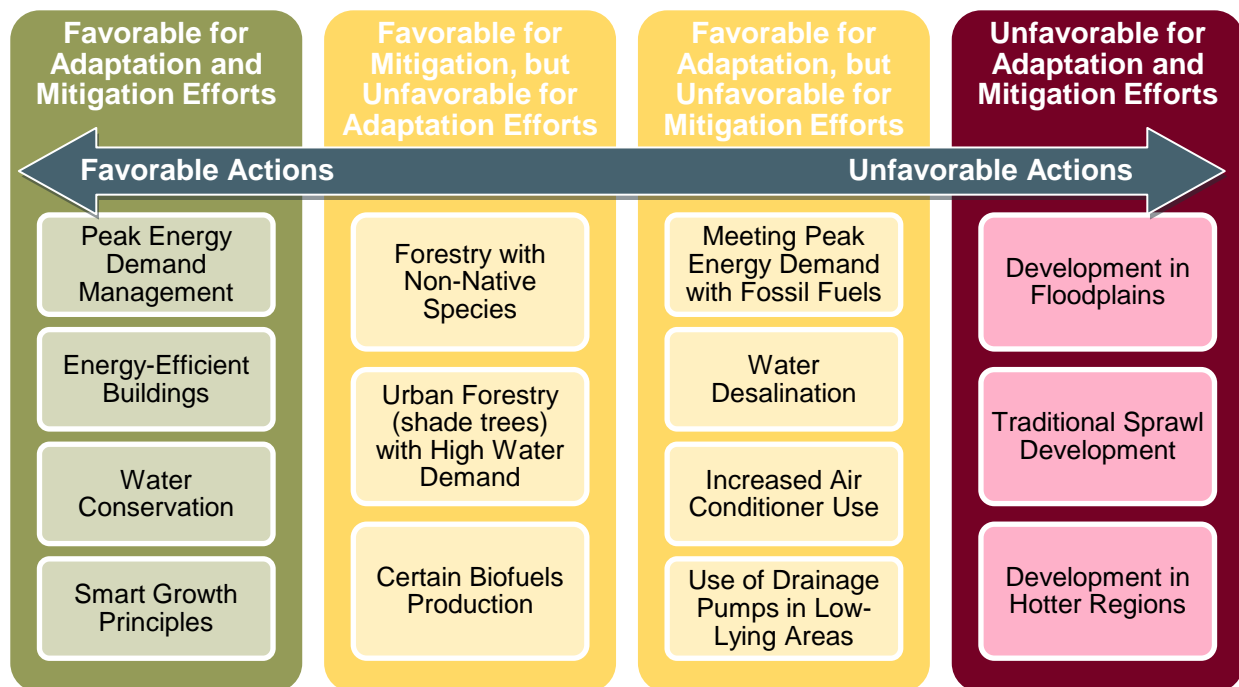 Favorable for
Adaptation and
Mitigation Efforts
Favorable for
Mitigation, but
Unfavorable for
Adaptation Efforts
Favorable for
Adaptation, but
Unfavorable for
Mitigation Efforts
Unfavorable for
Adaptation and
Mitigation Efforts
Favorable Actions
Unfavorable Actions
Peak Energy
Demand
Management
Energy-Efficient
Buildings
Water
Conservation
Smart Growth
Principles
Forestry with
Non-Native
Species
Urban Forestry
(shade trees)
with High Water
Demand
Certain Biofuels
Production
Meeting Peak
Energy Demand
with Fossil Fuels
Water
Desalination
Increased Air
Conditioner Use
Use of Drainage
Pumps in Low-
Lying Areas
Development in
Floodplains
Traditional Sprawl
Development
Development in
Hotter Regions